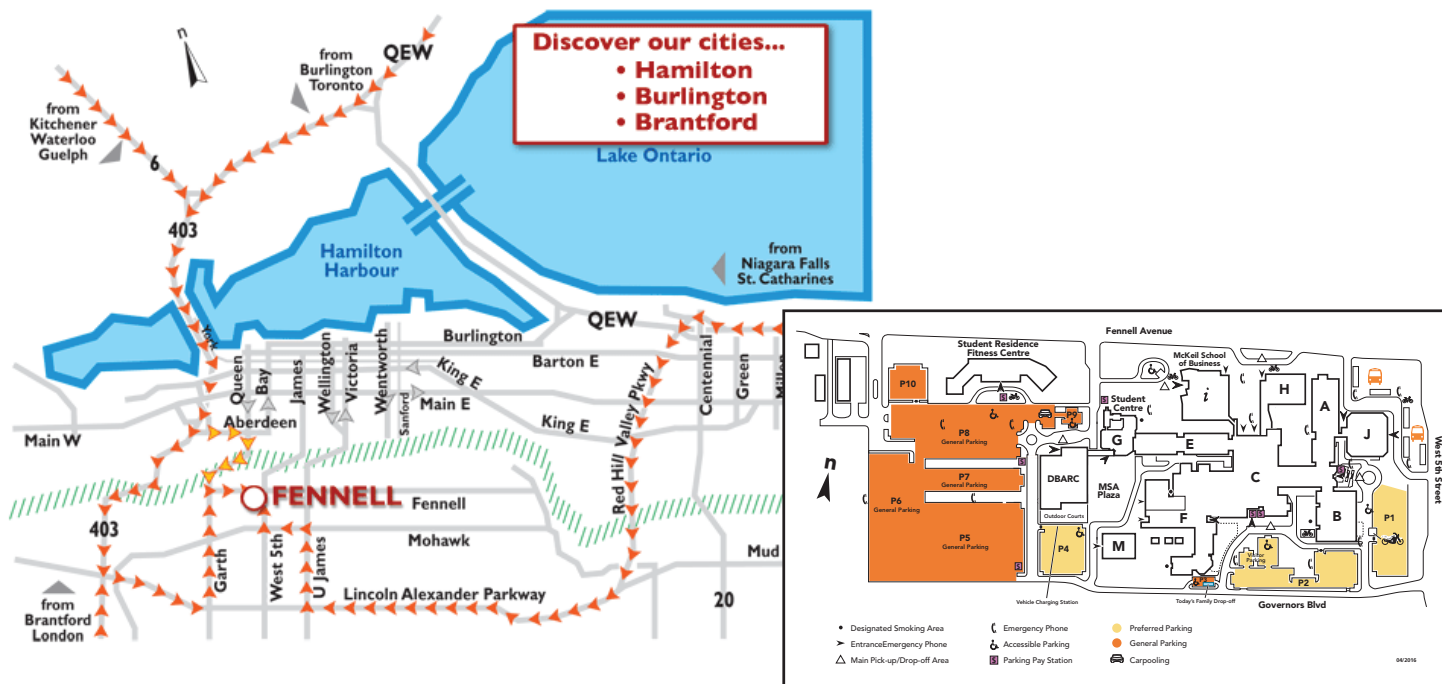 n
from
Burlington
Toronto
QEW
Discover our cities...
• Hamilton
• Burlington
• Brantford
from
Kitchener
Waterloo
Guelph
6
Lake Ontario
403
Hamilton
Harbour
from
Niagara Falls
St. Catharines
York
Burlington
QEW
Queen
Bay
James
Wellington
Victoria
Wentworth
Sanford
Barton E
King E
Main E
King E
Aberdeen
Main W
Red Hill Valley Pkwy
Centennial
Green
FENNELL
Fennell
403
Garth
West 5th
U James
Mohawk
Mud
Lincoln Alexander Parkway
20
from
Brantford
London
Fennell Avenue
Student Residence
Fitness Centre
McKeil School
of Business
P10
i
H
A
Student
Centre
P9
P8
General Parking
G
E
J
West 5th Street
n
P7
General Parking
DBARC
MSA
Plaza
C
P6
General Parking
Outdoor Courts
F
B
P1
P5
General Parking
P4
M
Visitor
Parking
P3
P2
Vehicle Charging Station
Today's Family Drop-off
Governors Blvd
• Designated Smoking Area
Emergency Phone
Preferred Parking
EntranceEmergency Phone
Accessible Parking
General Parking
Main Pick-up/Drop-off Area
$ Parking Pay Station
Carpooling
04/2016